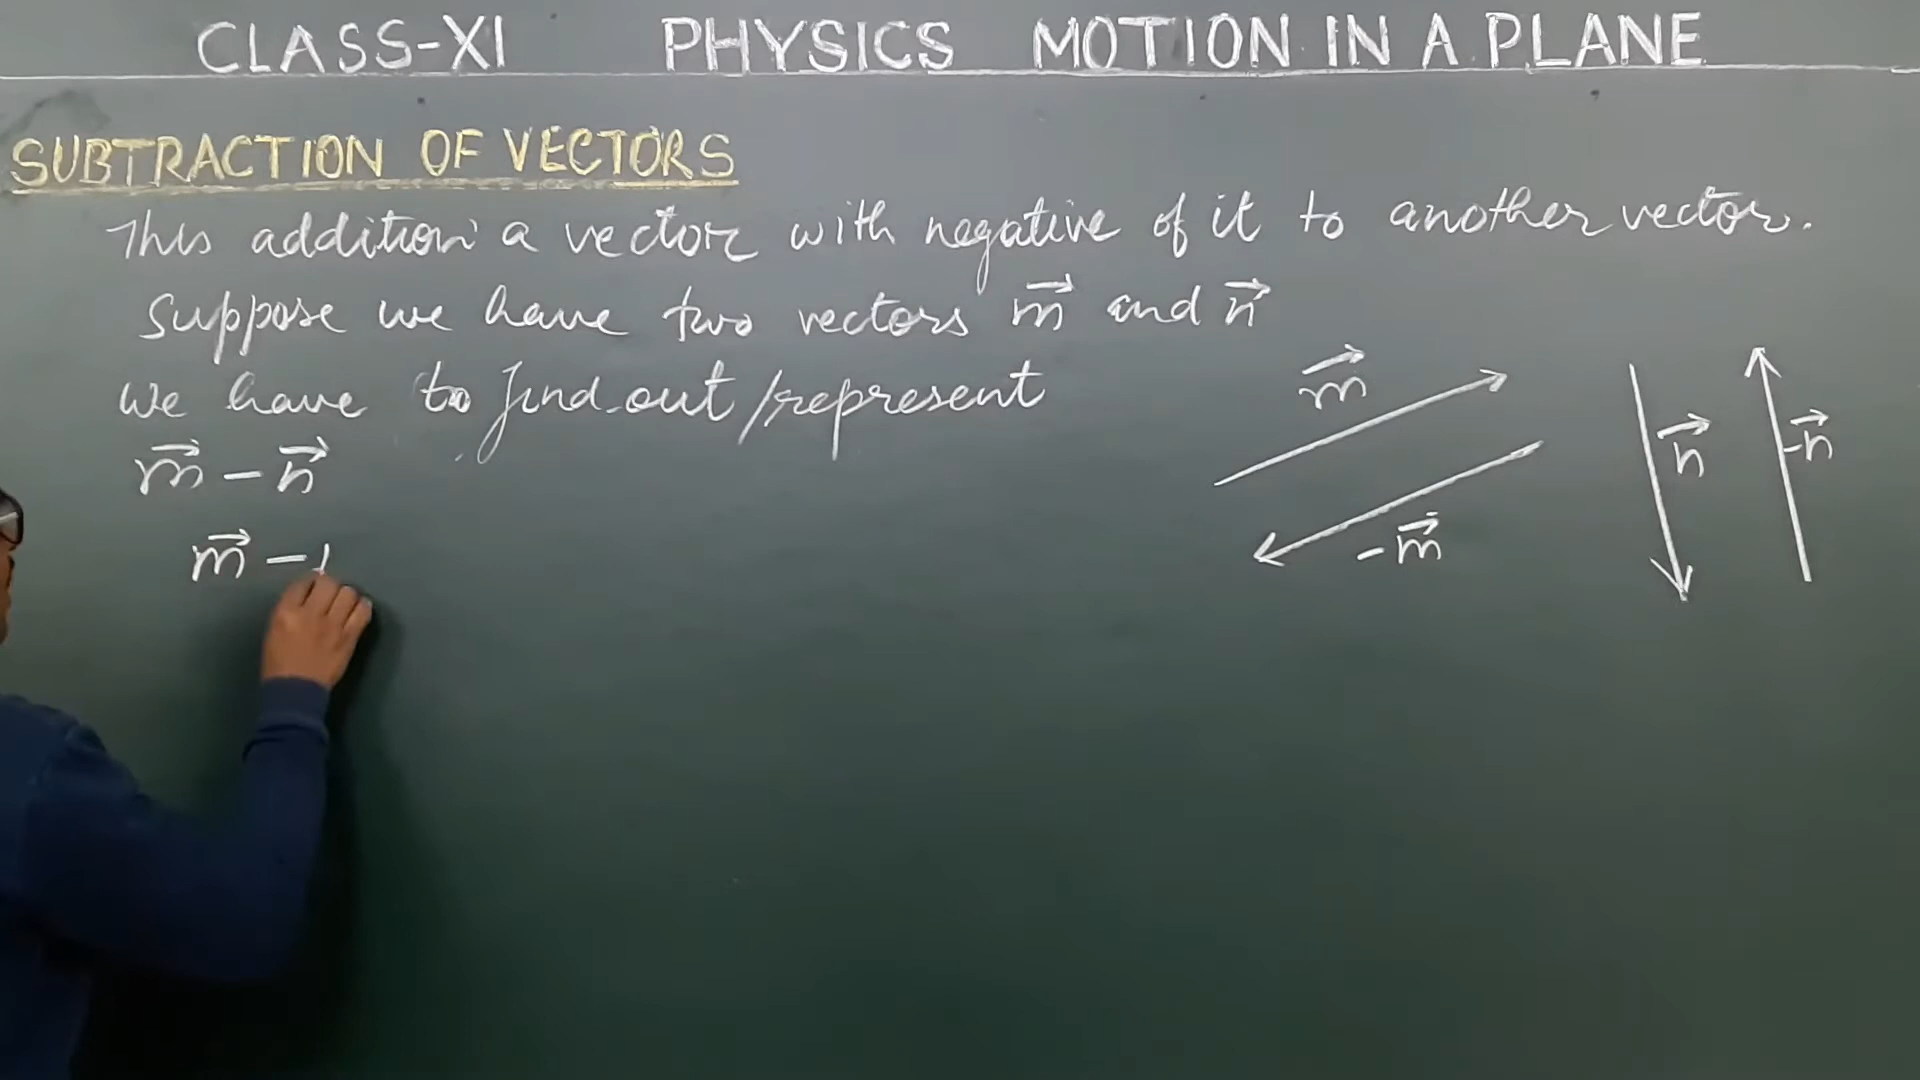 CLASS-XI PHYSICS MOTION IN A PLANE
SUBTRACTION OF VECTORS
This addition a vector with negative of it to another vector.
Suppose we have two vectors m⃗ and n⃗
we have to find out/represent
m⃗ - n⃗
m⃗ -
m⃗
-m⃗
n⃗
-n⃗